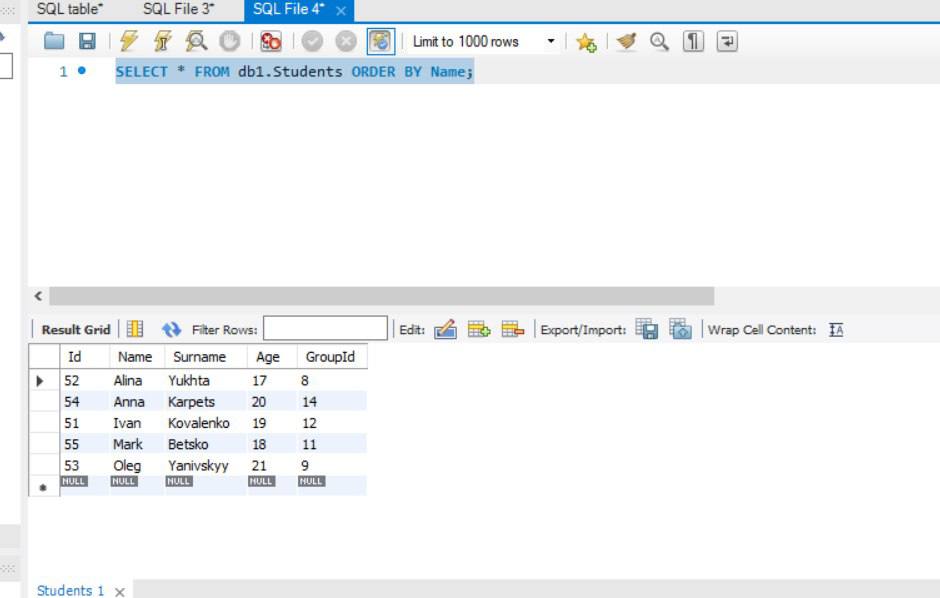 SQL table* SQL File 3* SQL File 4*
Limit to 1000 rows
1 SELECT * FROM db1.Students ORDER BY Name;
Result Grid Filter Rows: Edit: Export/Import: Wrap Cell Content:
Id Name Surname Age GroupId
52 Alina Yukhta 17 8
54 Anna Karpets 20 14
51 Ivan Kovalenko 19 12
55 Mark Betsko 18 11
53 Oleg Yanivskyy 21 9
NULL NULL NULL NULL NULL
Students 1